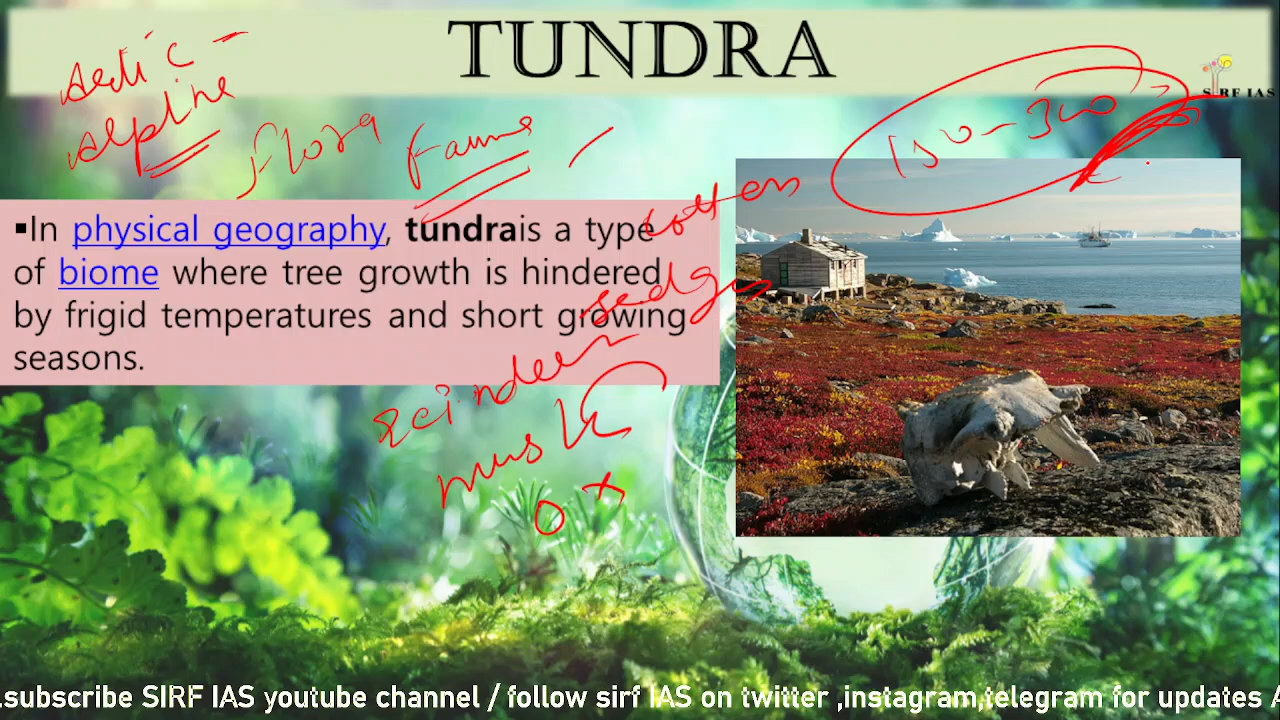 TUNDRA
SIRF IAS
Arctic -
Alpine
Flora
Fauna
150-300
cotton
sedges
▪In physical geography, tundrais a type
of biome where tree growth is hindered
by frigid temperatures and short growing
seasons.
reindeer
musk
ox
.subscribe SIRF IAS youtube channel / follow sirf IAS on twitter ,instagram,telegram for updates /